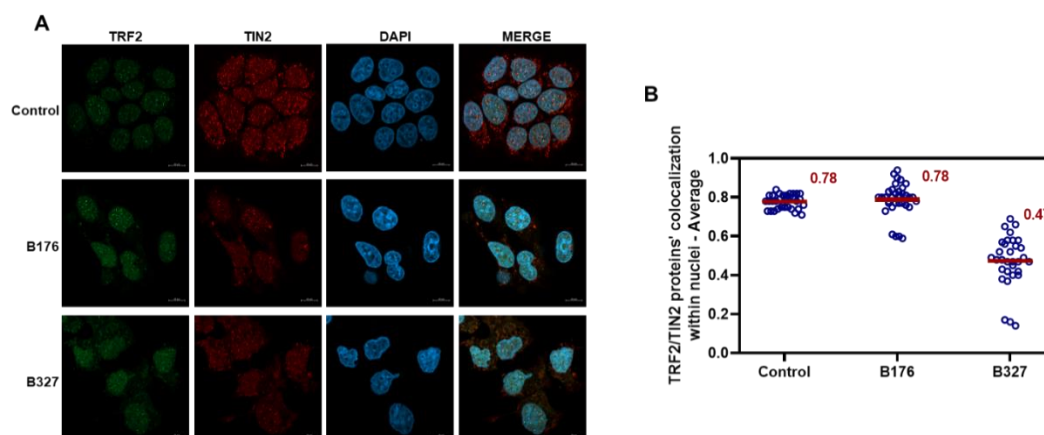 A
TRF2 TIN2 DAPI MERGE
Control
B176
B327
B
TRF2/TIN2 proteins' colocalization
within nuclei - Average
1.0
0.8
0.6
0.4
0.2
0.0
0.78
0.78
Control B176 B327